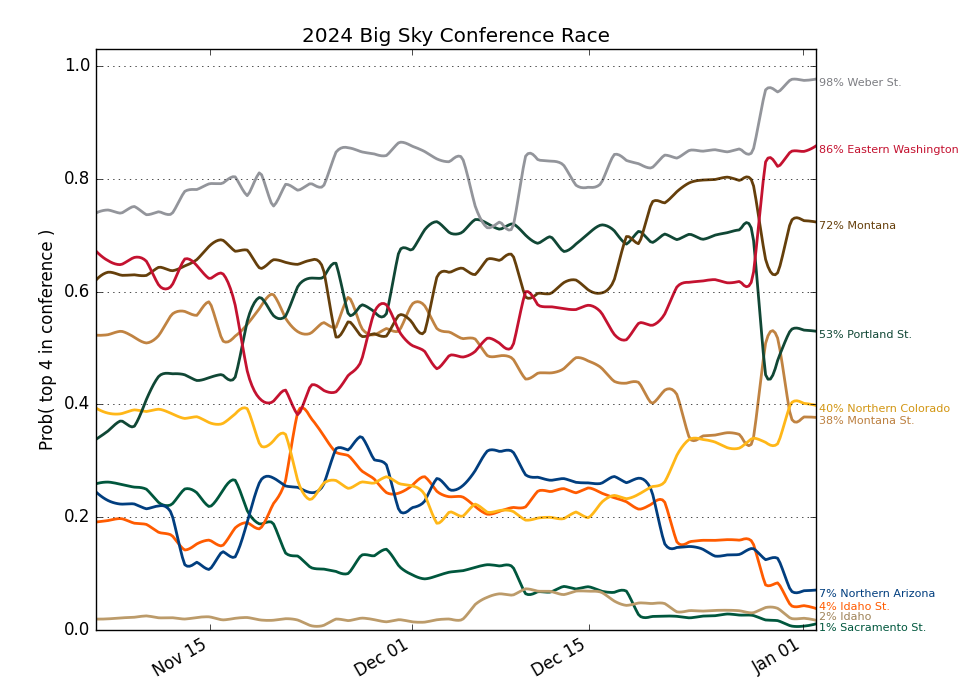 2024 Big Sky Conference Race
Prob( top 4 in conference )
1.0
0.8
0.6
0.4
0.2
0.0
Nov 15
Dec 01
Dec 15
Jan 01
98% Weber St.
86% Eastern Washington
72% Montana
53% Portland St.
40% Northern Colorado
38% Montana St.
7% Northern Arizona
4% Idaho St.
2% Idaho
1% Sacramento St.